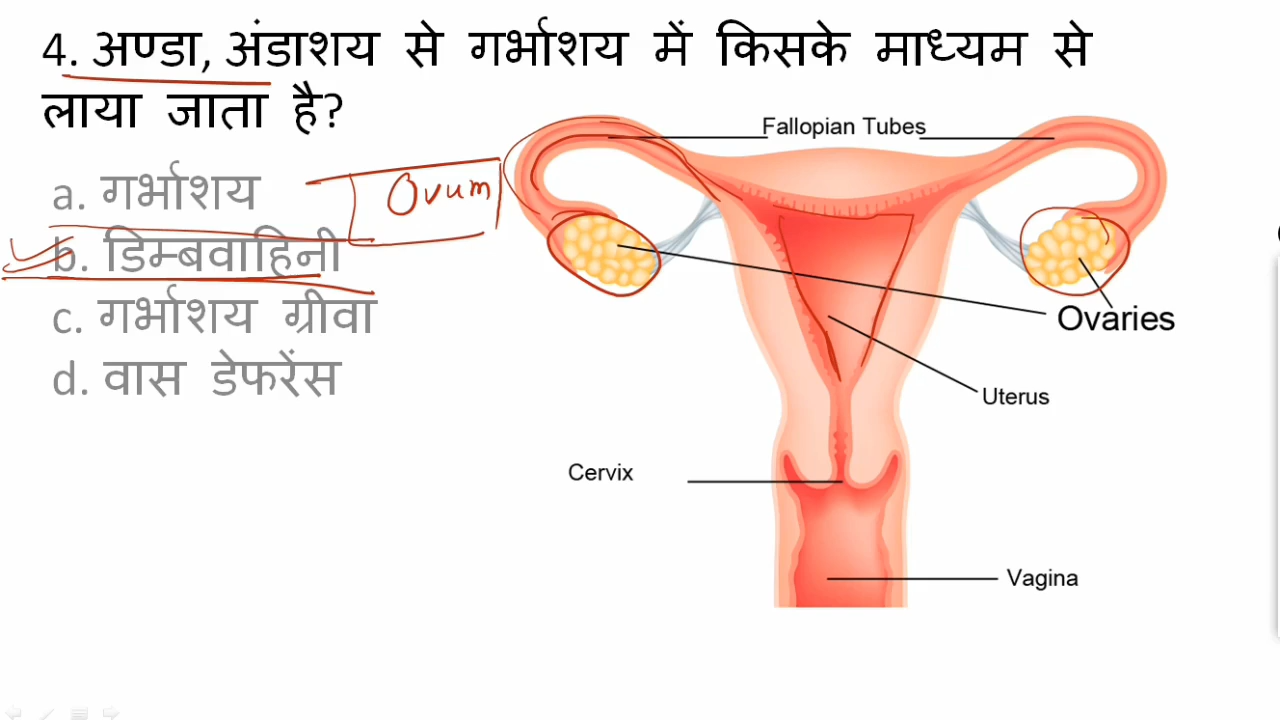 4. अण्डा, अंडाशय से गर्भाशय में किसके माध्यम से
लाया जाता है?
a. गर्भाशय
b. डिम्बवाहिनी
c. गर्भाशय ग्रीवा
d. वास डेफरेंस
Ovum
Fallopian Tubes
Ovaries
Uterus
Cervix
Vagina